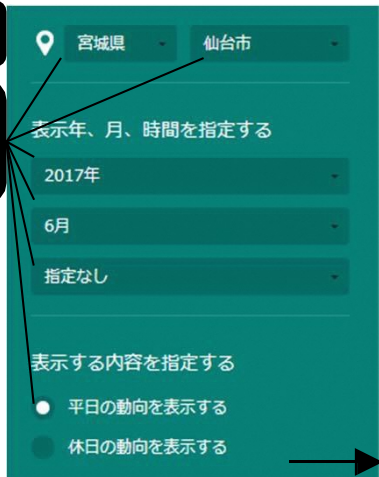 宮城県 仙台市
表示年、月、時間を指定する
2017年
6月
指定なし
表示する内容を指定する
平日の動向を表示する
休日の動向を表示する